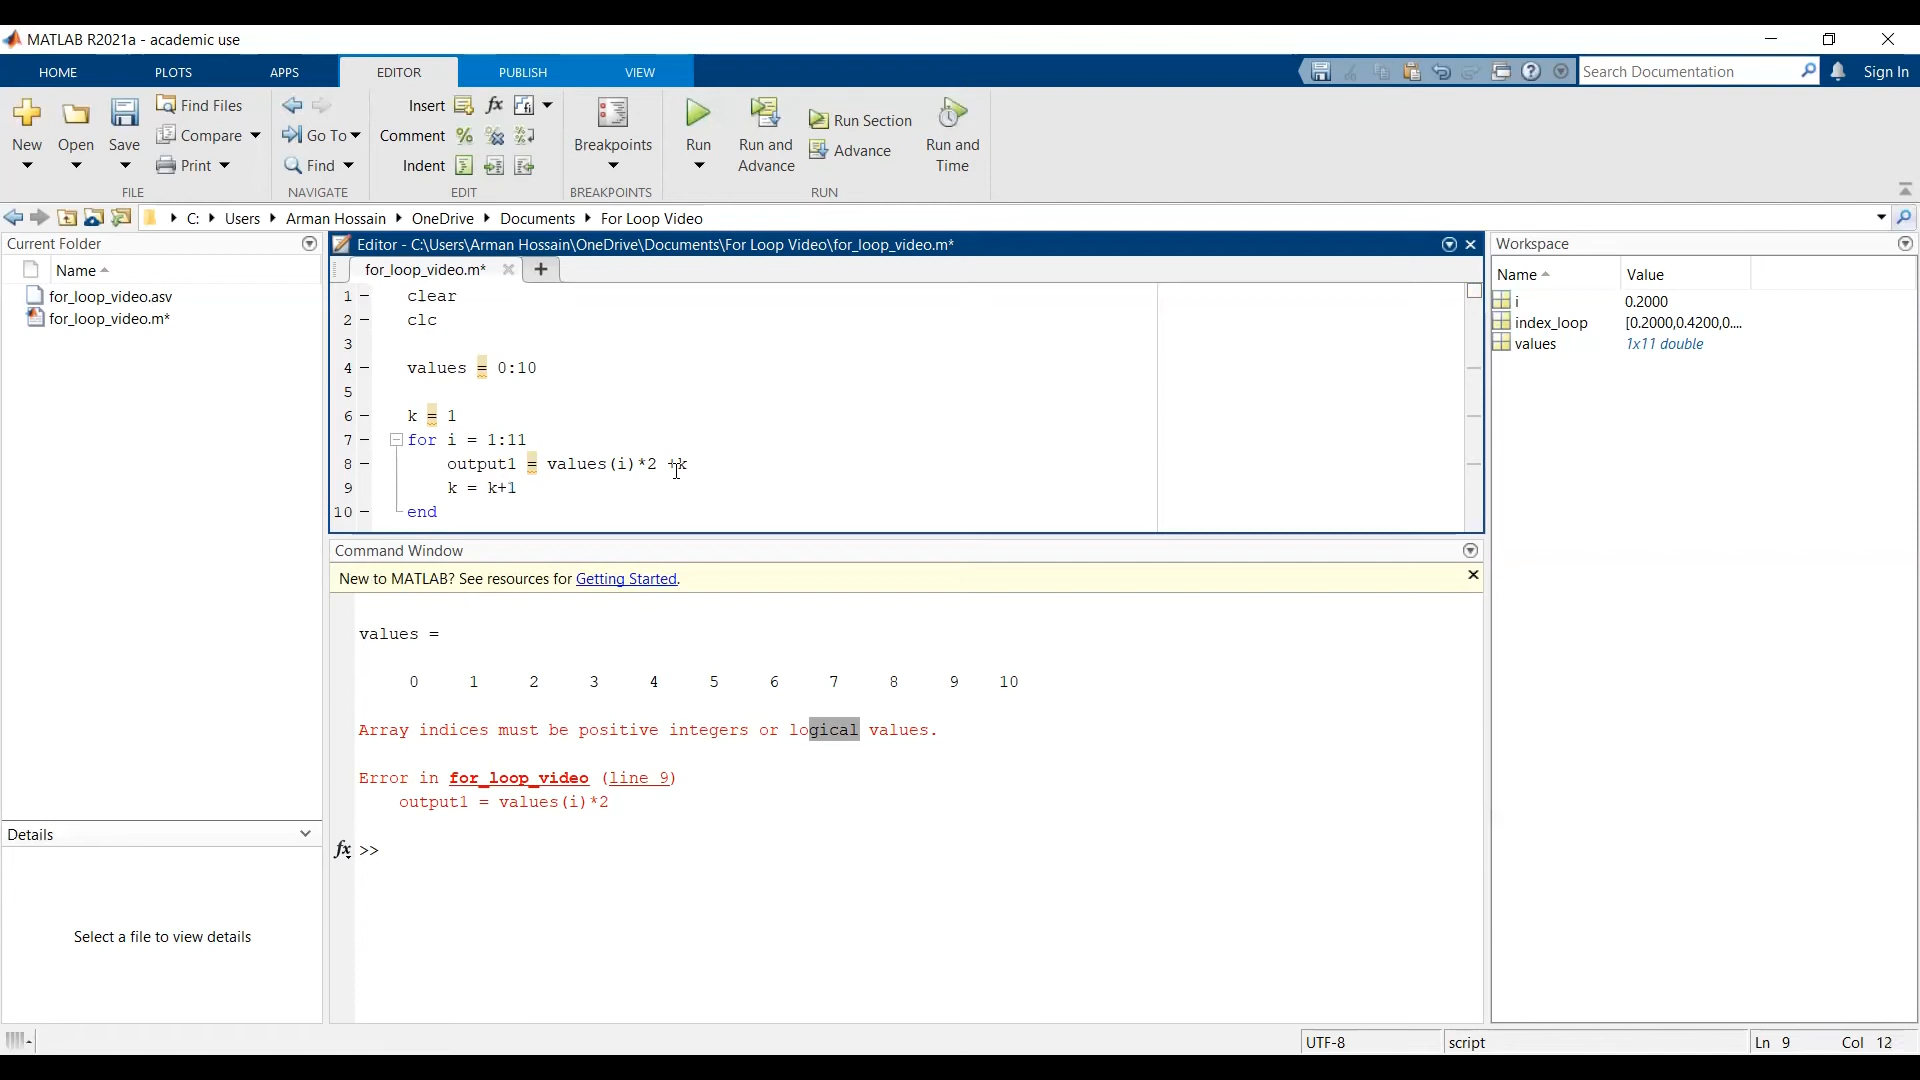 MATLAB R2021a - academic use
HOME PLOTS APPS EDITOR PUBLISH VIEW
Search Documentation
Sign In
New
Open
Save
Find Files
Compare
Print
FILE
Go To
Find
NAVIGATE
Insert fx
Comment
Indent
EDIT
Breakpoints
BREAKPOINTS
Run
Run and
Advance
Run Section
Advance
Run and
Time
RUN
C: Users Arman Hossain OneDrive Documents For Loop Video
Current Folder
Name
for_loop_video.asv
for_loop_video.m*
Details
Select a file to view details
Editor - C:\Users\Arman Hossain\OneDrive\Documents\For Loop Video\for_loop_video.m*
for_loop_video.m*
1 - clear
2 - clc
3
4 - values = 0:10
5
6 - k = 1
7 - for i = 1:11
8 - output1 = values(i)*2 +k
9 - k = k+1
10 - end
Command Window
New to MATLAB? See resources for Getting Started.
values =
0 1 2 3 4 5 6 7 8 9 10
Array indices must be positive integers or logical values.
Error in for_loop_video (line 9)
output1 = values(i)*2
fx >>
Workspace
Name Value
i 0.2000
index_loop [0.2000,0.4200,0....
values 1x11 double
UTF-8
script
Ln 9 Col 12